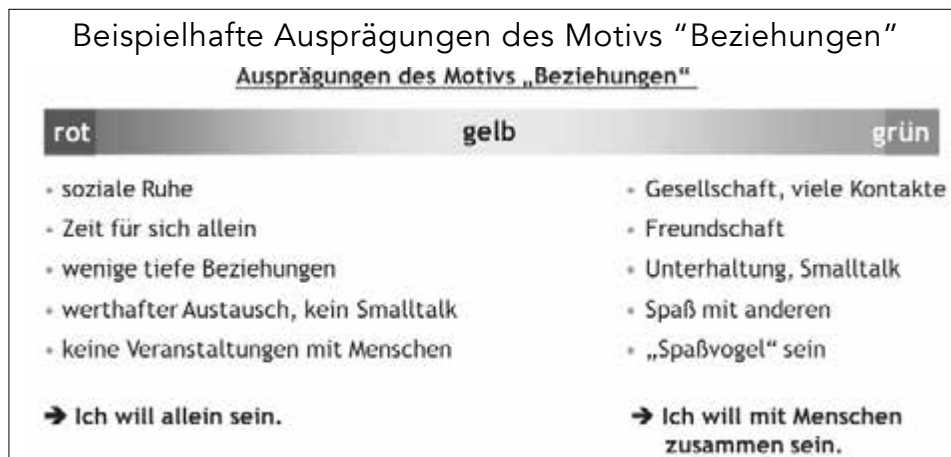 Beispielhafte Ausprägungen des Motivs “Beziehungen”
Ausprägungen des Motivs „Beziehungen“
rot gelb grün
• soziale Ruhe
• Zeit für sich allein
• wenige tiefe Beziehungen
• werthafter Austausch, kein Smalltalk
• keine Veranstaltungen mit Menschen
➔ Ich will allein sein.
• Gesellschaft, viele Kontakte
• Freundschaft
• Unterhaltung, Smalltalk
• Spaß mit anderen
• „Spaßvogel“ sein
➔ Ich will mit Menschen
zusammen sein.